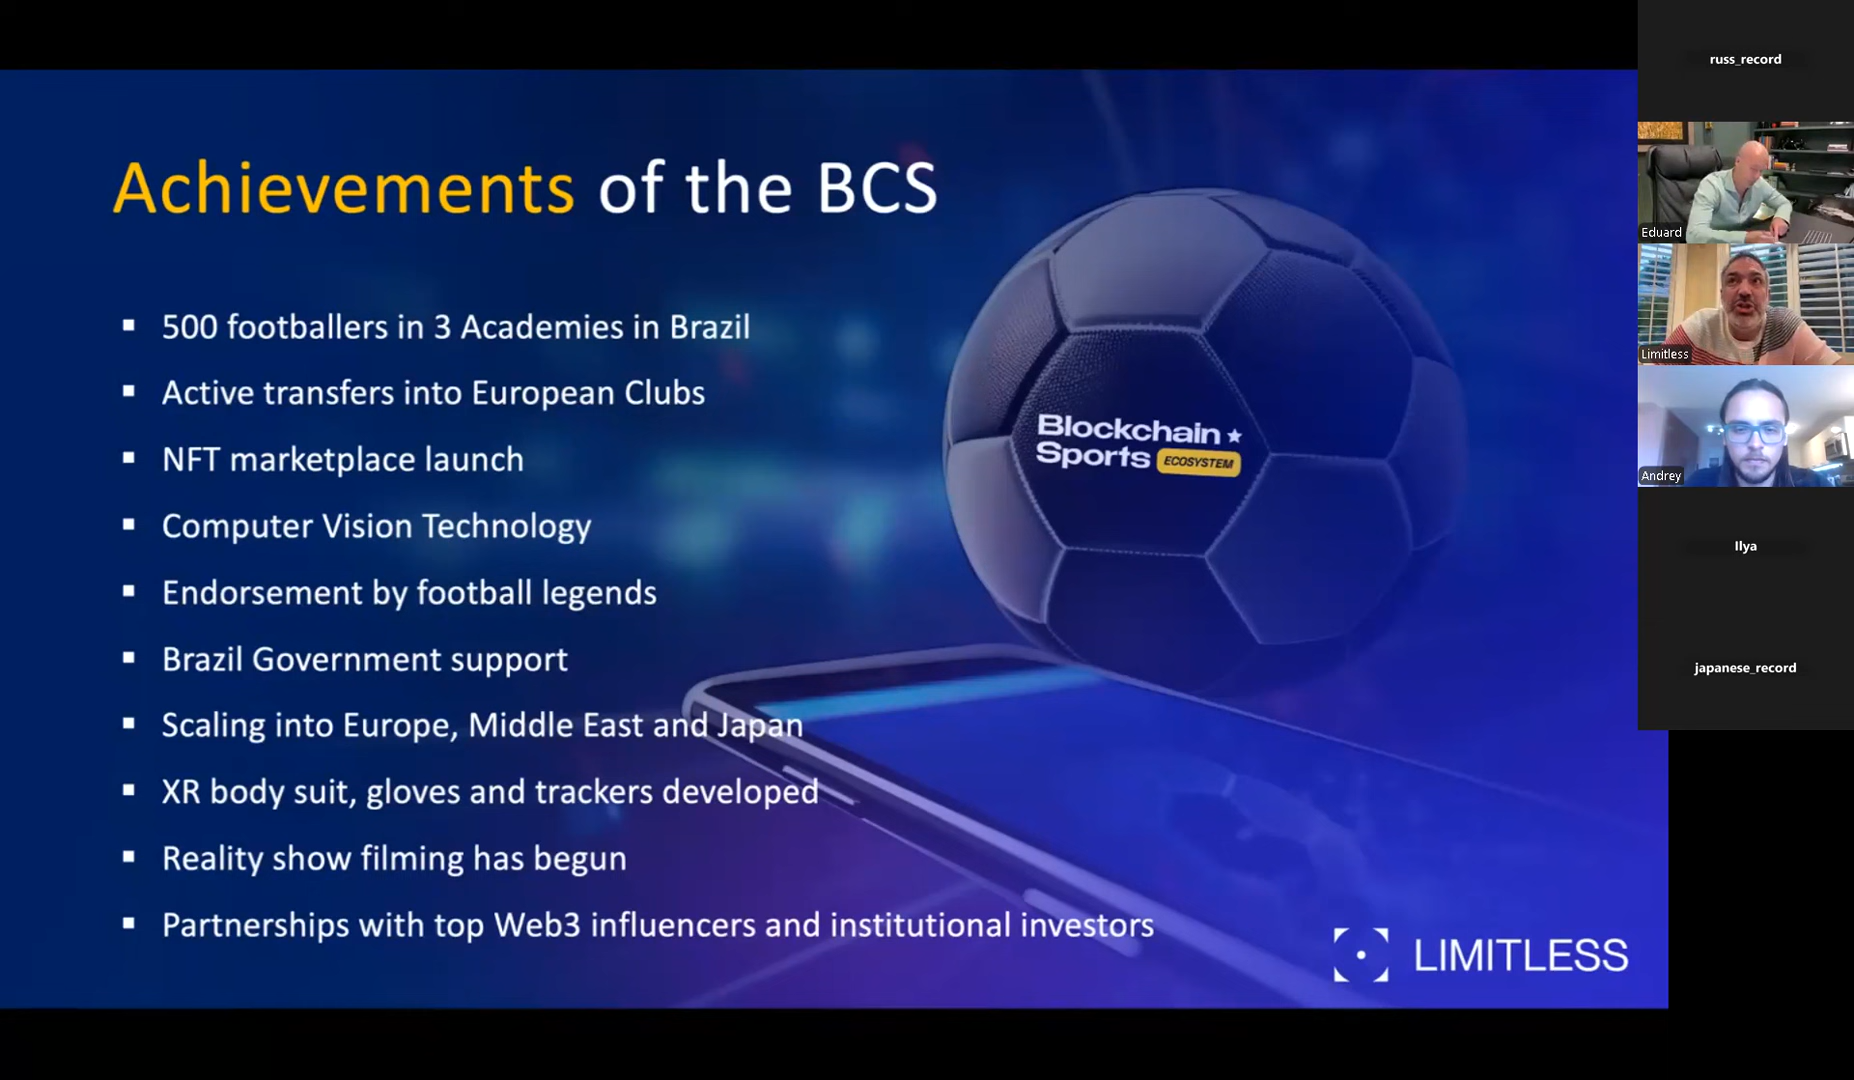 Achievements of the BCS
▪ 500 footballers in 3 Academies in Brazil
▪ Active transfers into European Clubs
▪ NFT marketplace launch
▪ Computer Vision Technology
▪ Endorsement by football legends
▪ Brazil Government support
▪ Scaling into Europe, Middle East and Japan
▪ XR body suit, gloves and trackers developed
▪ Reality show filming has begun
▪ Partnerships with top Web3 influencers and institutional investors
Blockchain
Sports ECOSYSTEM
LIMITLESS
russ_record
Eduard
Limitless
Andrey
Ilya
japanese_record